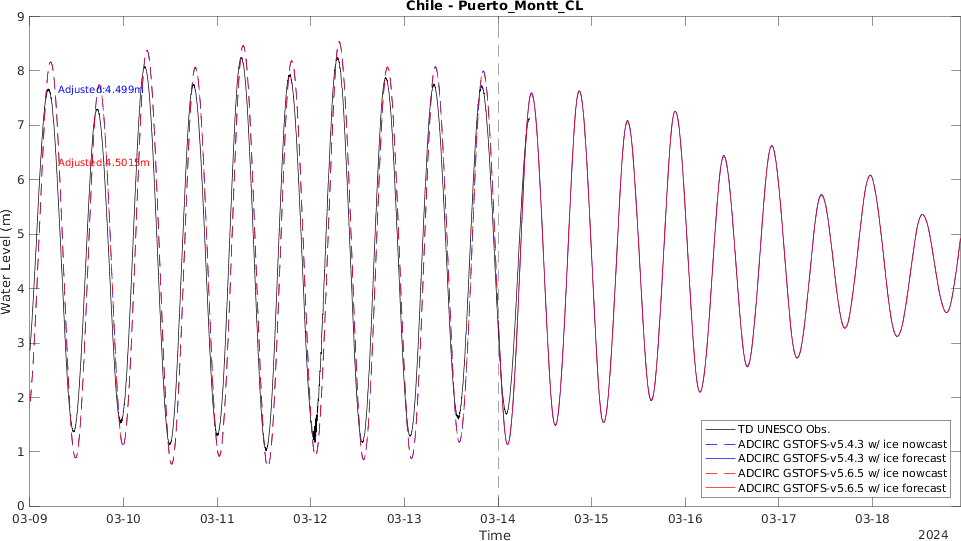 Chile - Puerto_Montt_CL
9
8
7
6
5
4
3
2
1
0
Water Level (m)
Adjusted:4.499m
Adjusted:4.5015m
TD UNESCO Obs.
ADCIRC GSTOFS-v5.4.3 w/ ice nowcast
ADCIRC GSTOFS-v5.4.3 w/ ice forecast
ADCIRC GSTOFS-v5.6.5 w/ ice nowcast
ADCIRC GSTOFS-v5.6.5 w/ ice forecast
03-09 03-10 03-11 03-12 03-13 03-14 03-15 03-16 03-17 03-18
Time
2024